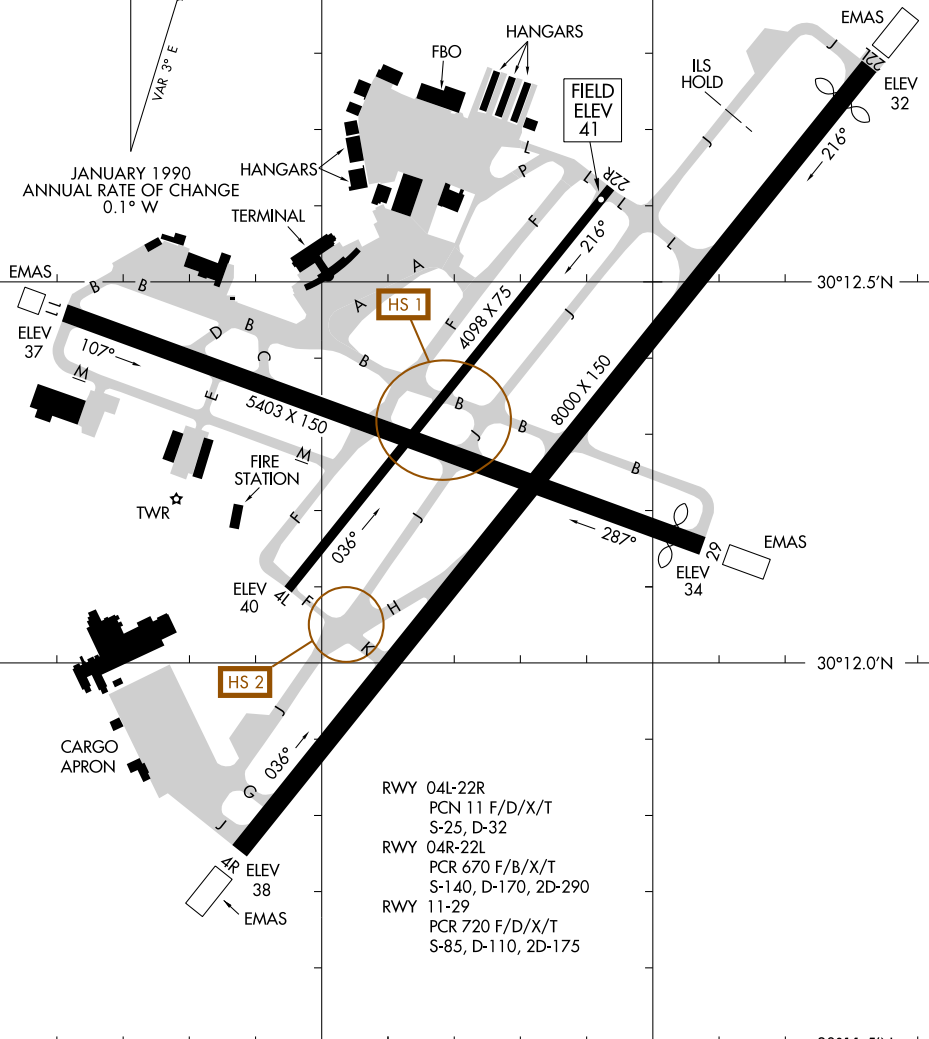 VAR 3° E
JANUARY 1990
ANNUAL RATE OF CHANGE
0.1° W
EMAS
HANGARS
FBO
22L
ELEV
32
ILS
HOLD
FIELD
ELEV
41
J
J
216°
HANGARS
L
P
L
22R
L
F
216°
L
TERMINAL
EMAS
11
ELEV
37
B
B
A
30°12.5'N
HS 1
A
D
B
C
F
4098 X 75
J
107°
M
E
B
B
B
J
8000 X 150
5403 X 150
M
B
FIRE
STATION
TWR
F
036°
J
287°
29
EMAS
ELEV
34
ELEV
40
4L
F
H
K
30°12.0'N
HS 2
J
CARGO
APRON
036°
G
J
4R
ELEV
38
EMAS
RWY 04L-22R
PCN 11 F/D/X/T
S-25, D-32
RWY 04R-22L
PCR 670 F/B/X/T
S-140, D-170, 2D-290
RWY 11-29
PCR 720 F/D/X/T
S-85, D-110, 2D-175